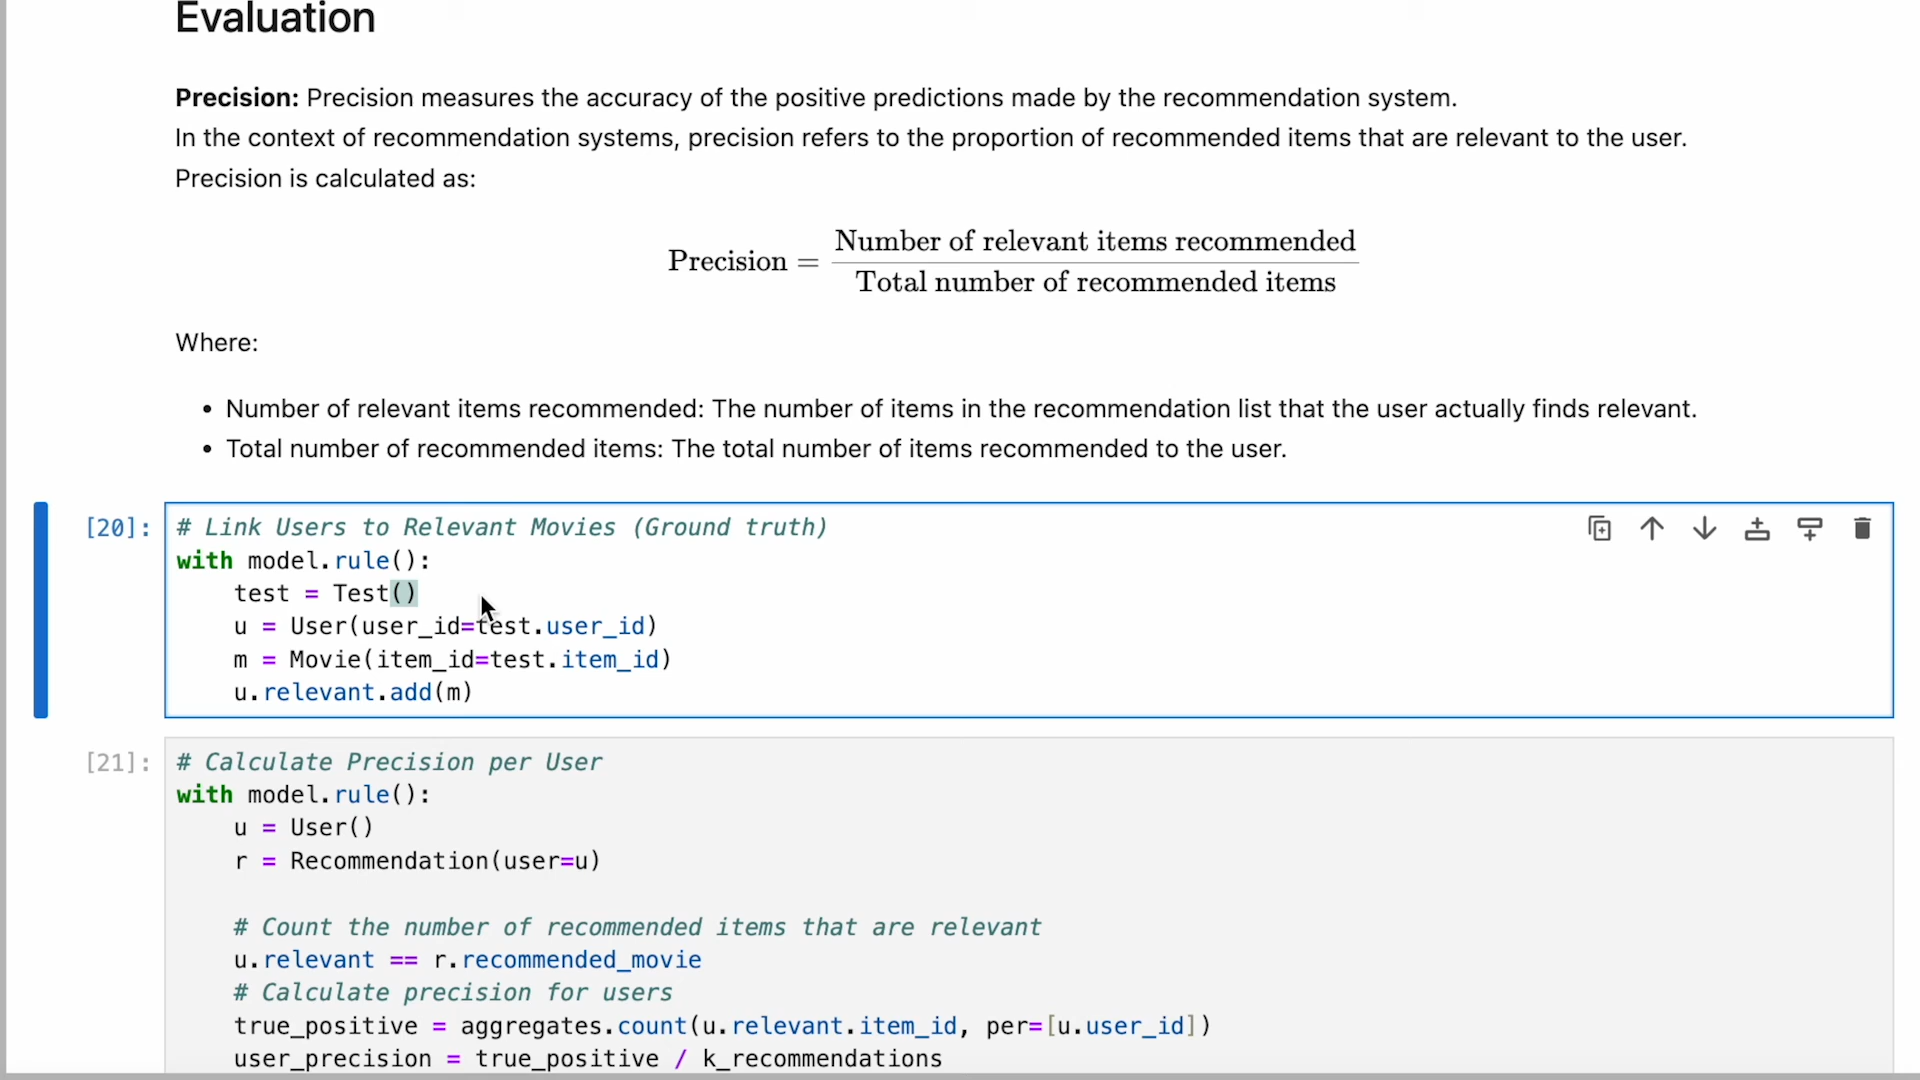 Evaluation
Precision: Precision measures the accuracy of the positive predictions made by the recommendation system.
In the context of recommendation systems, precision refers to the proportion of recommended items that are relevant to the user.
Precision is calculated as:
Precision = Number of relevant items recommended
Total number of recommended items
Where:
• Number of relevant items recommended: The number of items in the recommendation list that the user actually finds relevant.
• Total number of recommended items: The total number of items recommended to the user.
[20]: # Link Users to Relevant Movies (Ground truth)
with model.rule():
    test = Test()
    u = User(user_id=test.user_id)
    m = Movie(item_id=test.item_id)
    u.relevant.add(m)
[21]: # Calculate Precision per User
with model.rule():
    u = User()
    r = Recommendation(user=u)
    # Count the number of recommended items that are relevant
    u.relevant == r.recommended_movie
    # Calculate precision for users
    true_positive = aggregates.count(u.relevant.item_id, per=[u.user_id])
    user_precision = true_positive / k_recommendations